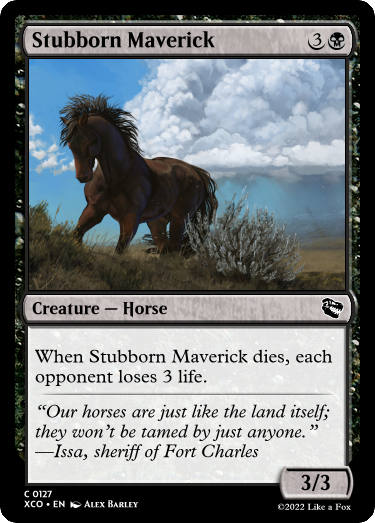 Stubborn Maverick 3
Creature — Horse
When Stubborn Maverick dies, each
opponent loses 3 life.
“Our horses are just like the land itself;
they won’t be tamed by just anyone.”
—Issa, sheriff of Fort Charles
3/3
C 0127
XCO • EN Alex Barley
©2022 Like a Fox